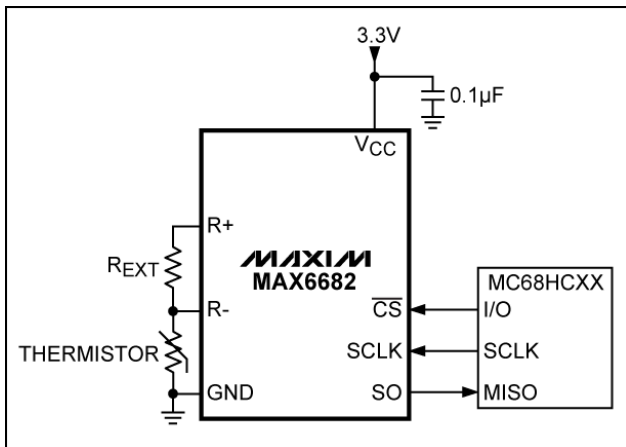 3.3V
0.1µF
VCC
R+
REXT
MAXIM
MAX6682
MC68HCXX
R-
CS
I/O
THERMISTOR
SCLK
SCLK
GND
SO
MISO